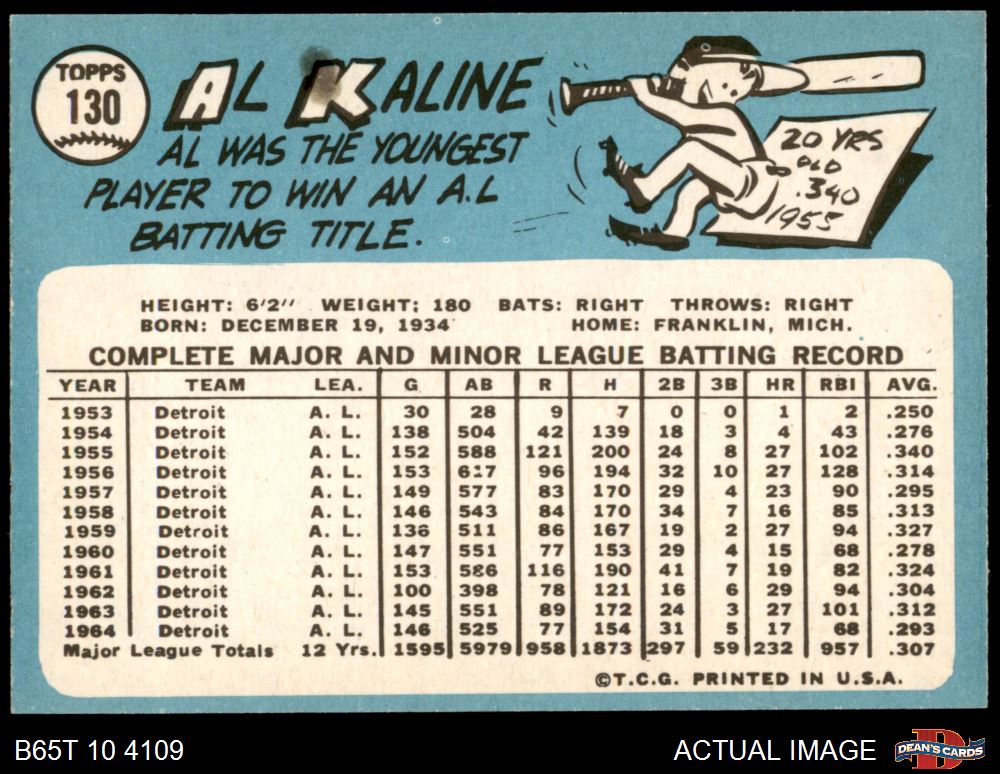 TOPPS
130
AL KALINE
AL WAS THE YOUNGEST
PLAYER TO WIN AN A.L
BATTING TITLE.
20 YRS
OLD
.340
1955
HEIGHT: 6'2" WEIGHT; 180 BATS: RIGHT THROWS: RIGHT
BORN: DECEMBER 19, 1934 HOME: FRANKLIN, MICH.
COMPLETE MAJOR AND MINOR LEAGUE BATTING RECORD
YEAR TEAM LEA. G AB R H 2B 3B HR RBI AVG.
1953 Detroit A. L. 30 28 9 7 0 0 1 2 .250
1954 Detroit A. L. 138 504 42 139 18 3 4 43 .276
1955 Detroit A. L. 152 588 121 200 24 8 27 102 .340
1956 Detroit A. L. 153 617 96 194 32 10 27 128 .314
1957 Detroit A. L. 149 577 83 170 29 4 23 90 .295
1958 Detroit A. L. 146 543 84 170 34 7 16 85 .313
1959 Detroit A. L. 136 511 86 167 19 2 27 94 .327
1960 Detroit A. L. 147 551 77 153 29 4 15 68 .278
1961 Detroit A. L. 153 586 116 190 41 7 19 82 .324
1962 Detroit A. L. 100 398 78 121 16 6 29 94 .304
1963 Detroit A. L. 145 551 89 172 24 3 27 101 .312
1964 Detroit A. L. 146 525 77 154 31 5 17 68 .293
Major League Totals 12 Yrs. 1595 5979 958 1873 297 59 232 957 .307
©T.C.G. PRINTED IN U.S.A.
B65T 10 4109 ACTUAL IMAGE DEAN'S CARDS